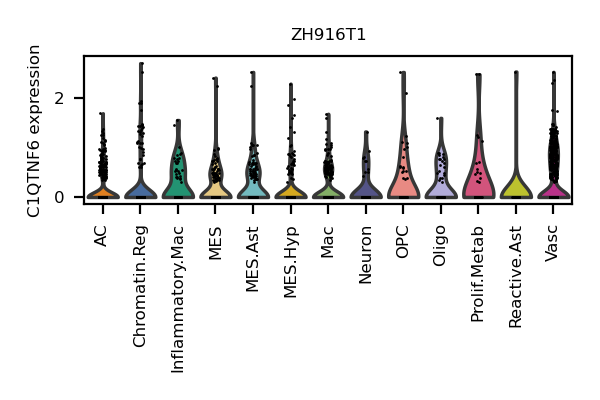 ZH916T1
C1QTNF6 expression
2
0
AC
Chromatin.Reg
Inflammatory.Mac
MES
MES.Ast
MES.Hyp
Mac
Neuron
OPC
Oligo
Prolif.Metab
Reactive.Ast
Vasc